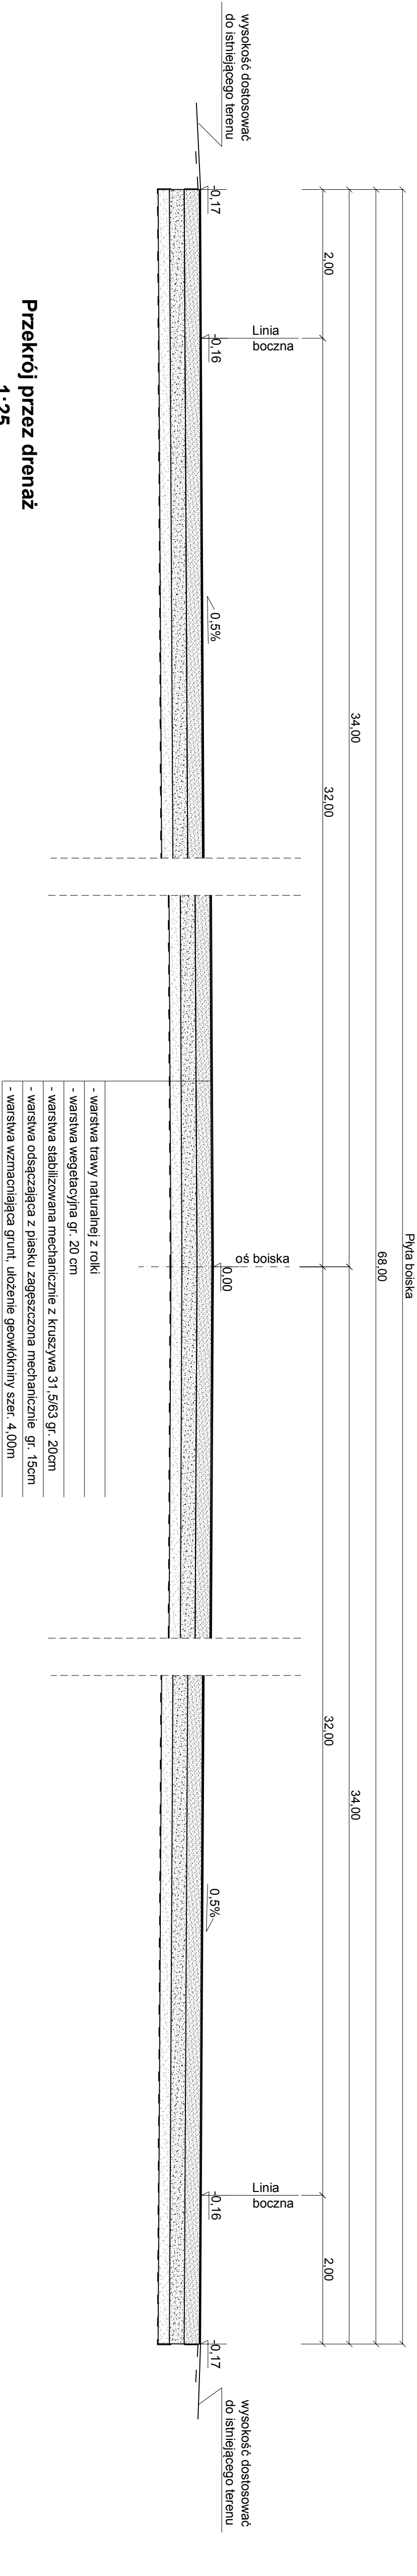 Płyta boiska
68,00
34,00
34,00
2,00
32,00
32,00
2,00
wysokość dostosować
do istniejącego terenu
-0,17
Linia
boczna
-0,16
0,5%
oś boiska
0,00
0,5%
Linia
boczna
-0,16
-0,17
wysokość dostosować
do istniejącego terenu
- warstwa trawy naturalnej z rolki
- warstwa wegetacyjna gr. 20 cm
- warstwa stabilizowana mechanicznie z kruszywa 31,5/63 gr. 20cm
- warstwa odsączająca z piasku zagęszczona mechanicznie gr. 15cm
- warstwa wzmacniająca grunt, ułożenie geowłókniny szer. 4,00m
Przekrój przez drenaż
1:25